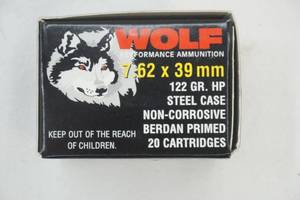 WOLF
PERFORMANCE AMMUNITION
7.62 x 39 mm
122 GR. HP
STEEL CASE
NON-CORROSIVE
BERDAN PRIMED
20 CARTRIDGES
KEEP OUT OF THE REACH
OF CHILDREN.